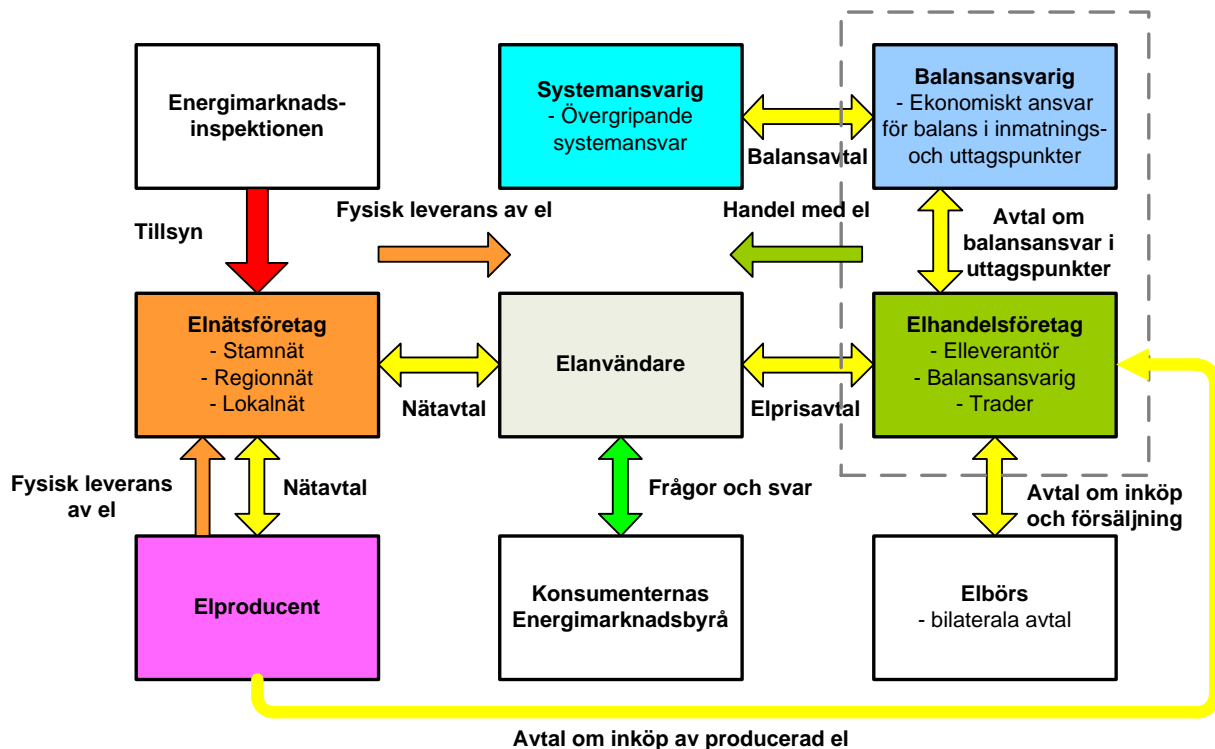 Energimarknads-
inspektionen
Systemansvarig
- Övergripande
systemansvar
Balansansvarig
- Ekonomiskt ansvar
för balans i inmatnings-
och uttagspunkter
Balansavtal
Tillsyn
Fysisk leverans av el
Handel med el
Avtal om
balansansvar i
uttagspunkter
Elnätsföretag
- Stamnät
- Regionnät
- Lokalnät
Nätavtal
Elanvändare
Elprisavtal
Elhandelsföretag
- Elleverantör
- Balansansvarig
- Trader
Fysisk leverans
av el
Nätavtal
Frågor och svar
Avtal om inköp
och försäljning
Elproducent
Konsumenternas
Energimarknadsbyrå
Elbörs
- bilaterala avtal
Avtal om inköp av producerad el